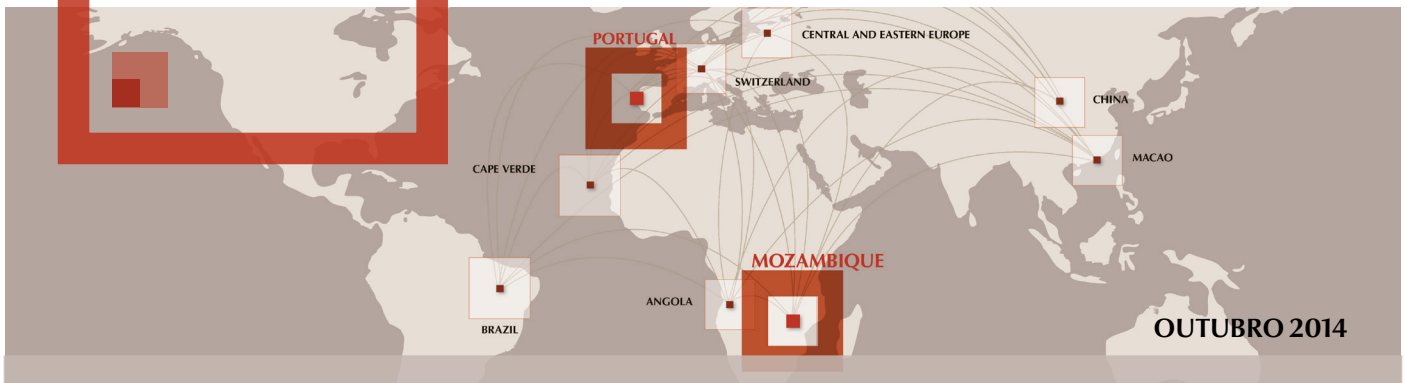 PORTUGAL
CENTRAL AND EASTERN EUROPE
SWITZERLAND
CHINA
MACAO
CAPE VERDE
MOZAMBIQUE
ANGOLA
BRAZIL
OUTUBRO 2014